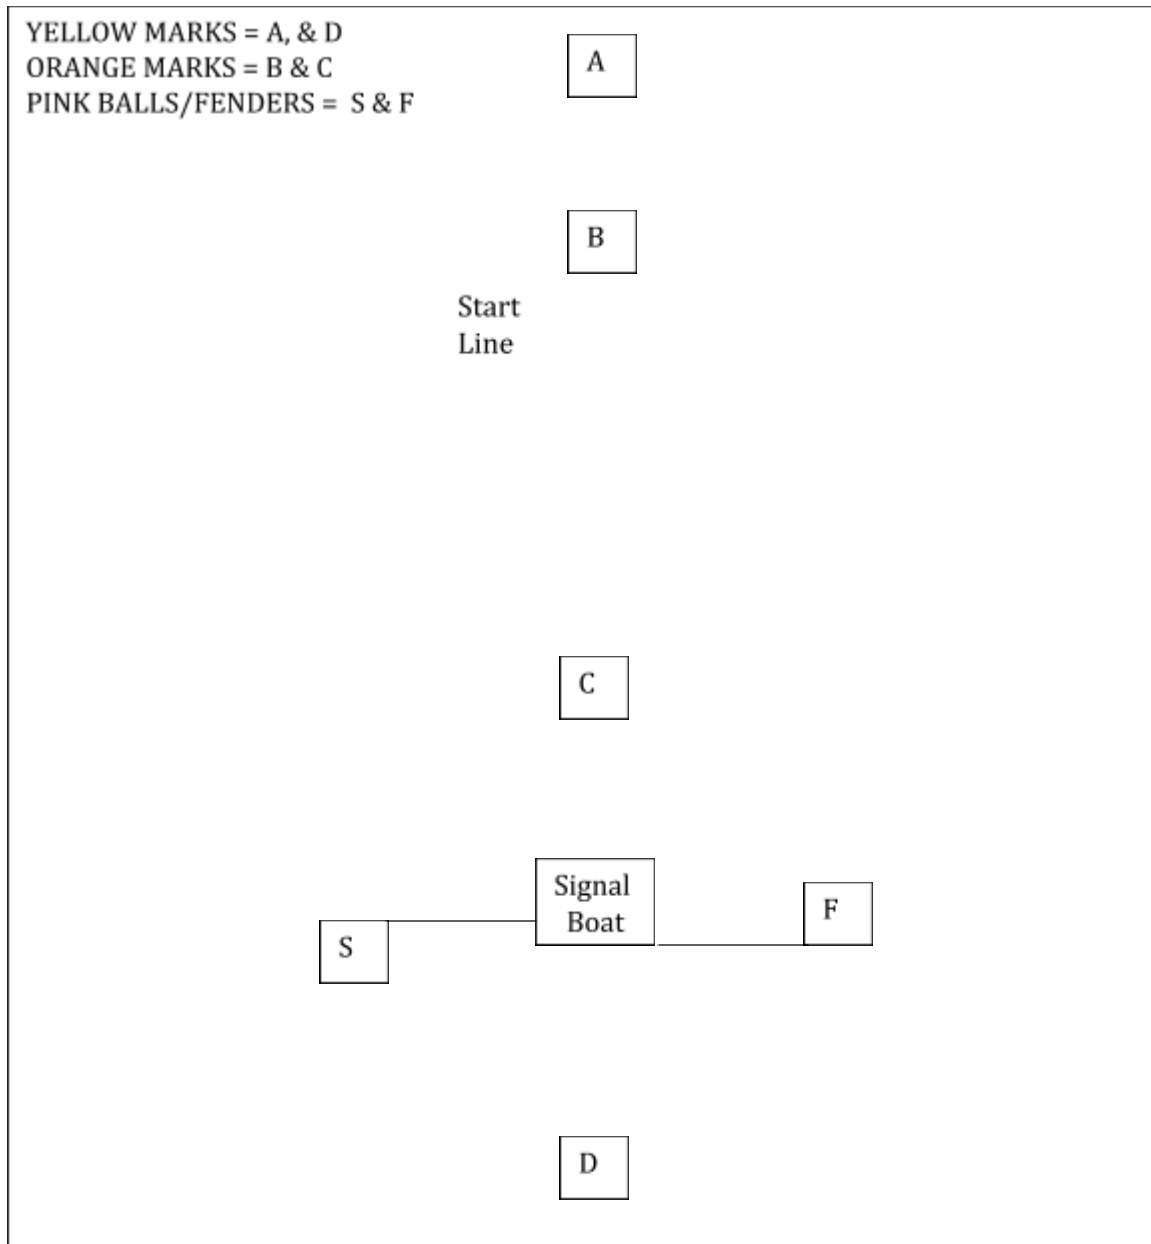 YELLOW MARKS = A, & D
ORANGE MARKS = B & C
PINK BALLS/FENDERS = S & F
A
B
Start
Line
C
Signal
Boat
F
S
D